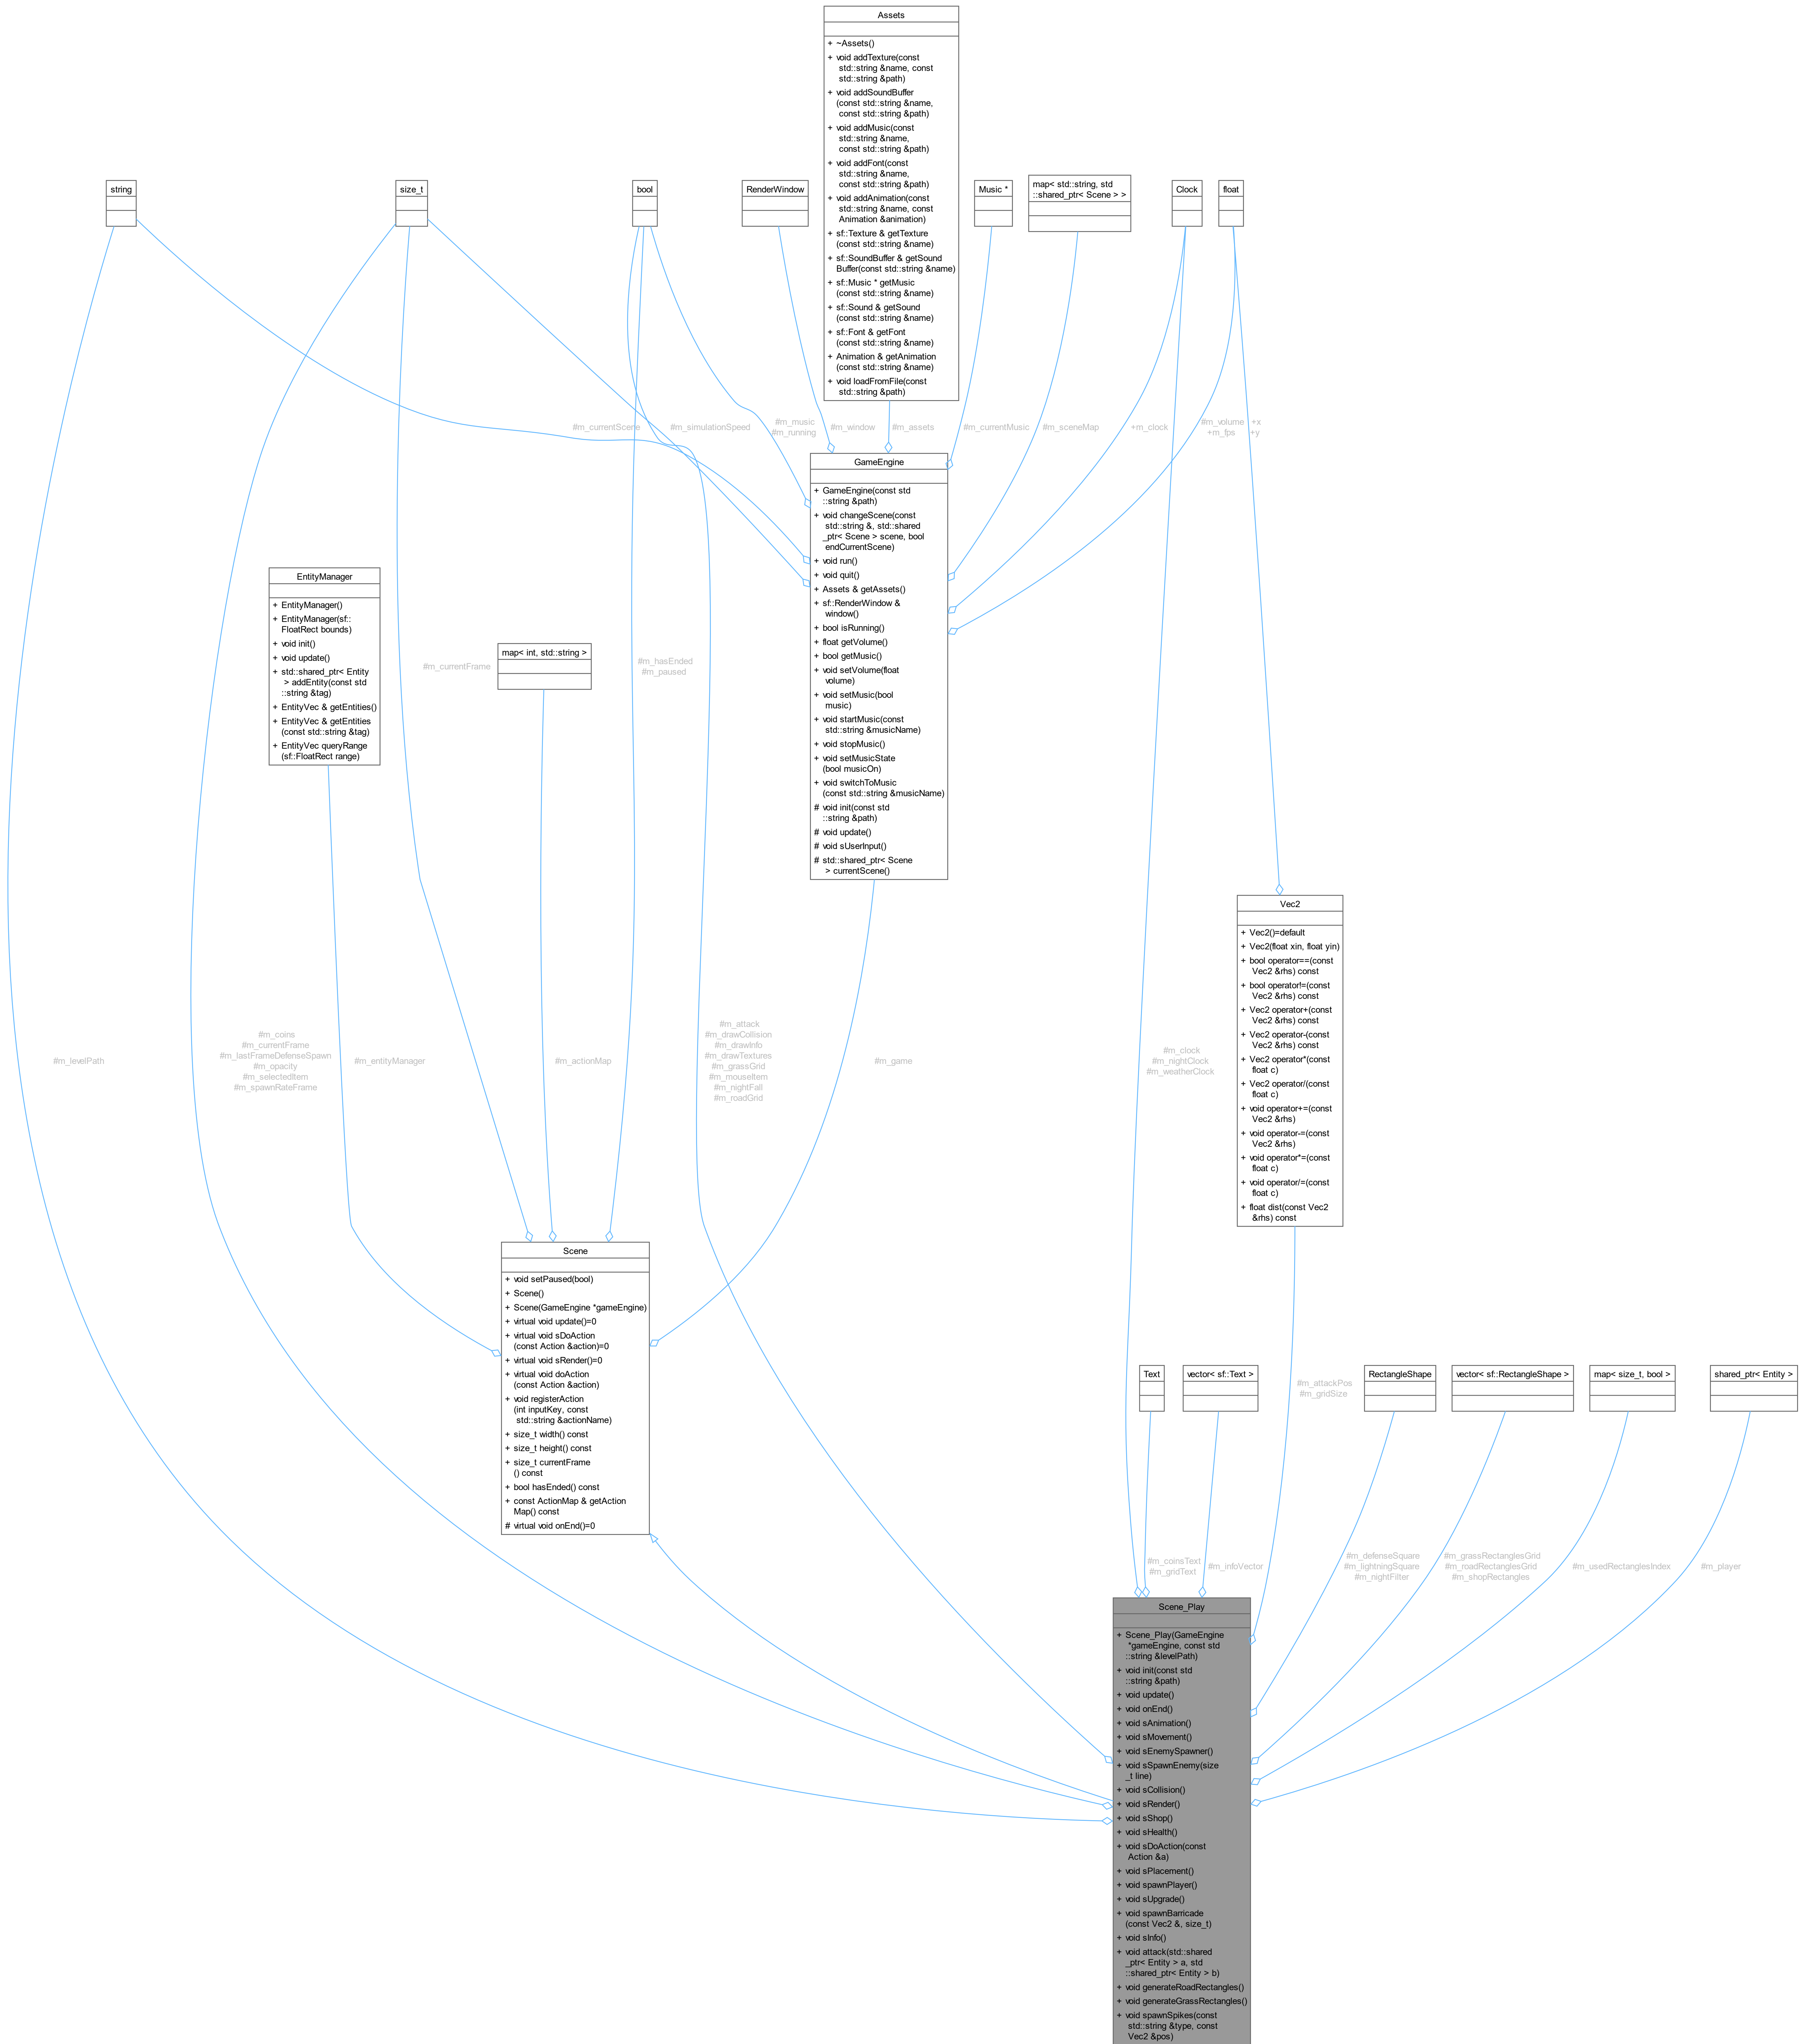 Assets
+ ~Assets()
+ void addTexture(const
std::string &name, const
std::string &path)
+ void addSoundBuffer
(const std::string &name,
const std::string &path)
+ void addMusic(const
std::string &name,
const std::string &path)
+ void addFont(const
std::string &name,
const std::string &path)
+ void addAnimation(const
std::string &name, const
Animation &animation)
+ sf::Texture & getTexture
(const std::string &name)
+ sf::SoundBuffer & getSound
Buffer(const std::string &name)
+ sf::Music * getMusic
(const std::string &name)
+ sf::Sound & getSound
(const std::string &name)
+ sf::Font & getFont
(const std::string &name)
+ Animation & getAnimation
(const std::string &name)
+ void loadFromFile(const
std::string &path)
string
size_t
bool
RenderWindow
Music *
map< std::string, std
::shared_ptr< Scene > >
Clock
float
#m_currentScene
#m_simulationSpeed
#m_music
#m_running
#m_window
#m_assets
#m_currentMusic
#m_sceneMap
+m_clock
#m_volume
+m_fps
+x
+y
GameEngine
+ GameEngine(const std
::string &path)
+ void changeScene(const
std::string &, std::shared
_ptr< Scene > scene, bool
endCurrentScene)
+ void run()
+ void quit()
+ Assets & getAssets()
+ sf::RenderWindow &
window()
+ bool isRunning()
+ float getVolume()
+ bool getMusic()
+ void setVolume(float
volume)
+ void setMusic(bool
music)
+ void startMusic(const
std::string &musicName)
+ void stopMusic()
+ void setMusicState
(bool musicOn)
+ void switchToMusic
(const std::string &musicName)
# void init(const std
::string &path)
# void update()
# void sUserInput()
# std::shared_ptr< Scene
> currentScene()
EntityManager
+ EntityManager()
+ EntityManager(sf::
FloatRect bounds)
+ void init()
+ void update()
+ std::shared_ptr< Entity
> addEntity(const std
::string &tag)
+ EntityVec & getEntities()
+ EntityVec & getEntities
(const std::string &tag)
+ EntityVec queryRange
(sf::FloatRect range)
#m_currentFrame
map< int, std::string >
#m_hasEnded
#m_paused
Vec2
+ Vec2()=default
+ Vec2(float xin, float yin)
+ bool operator==(const
Vec2 &rhs) const
+ bool operator!=(const
Vec2 &rhs) const
+ Vec2 operator+(const
Vec2 &rhs) const
+ Vec2 operator-(const
Vec2 &rhs) const
+ Vec2 operator*(const
float c)
+ Vec2 operator/(const
float c)
+ void operator+=(const
Vec2 &rhs)
+ void operator-=(const
Vec2 &rhs)
+ void operator*=(const
float c)
+ void operator/=(const
float c)
+ float dist(const Vec2
&rhs) const
#m_levelPath
#m_coins
#m_currentFrame
#m_lastFrameDefenseSpawn
#m_opacity
#m_selectedItem
#m_spawnRateFrame
#m_entityManager
#m_actionMap
#m_attack
#m_drawCollision
#m_drawInfo
#m_drawTextures
#m_grassGrid
#m_mouseItem
#m_nightFall
#m_roadGrid
#m_game
#m_clock
#m_nightClock
#m_weatherClock
Scene
+ void setPaused(bool)
+ Scene()
+ Scene(GameEngine *gameEngine)
+ virtual void update()=0
+ virtual void sDoAction
(const Action &action)=0
+ virtual void sRender()=0
+ virtual void doAction
(const Action &action)
+ void registerAction
(int inputKey, const
std::string &actionName)
+ size_t width() const
+ size_t height() const
+ size_t currentFrame
() const
+ bool hasEnded() const
+ const ActionMap & getAction
Map() const
# virtual void onEnd()=0
Text
vector< sf::Text >
#m_attackPos
#m_gridSize
RectangleShape
vector< sf::RectangleShape >
map< size_t, bool >
shared_ptr< Entity >
#m_coinsText
#m_gridText
#m_infoVector
#m_defenseSquare
#m_lightningSquare
#m_nightFilter
#m_grassRectanglesGrid
#m_roadRectanglesGrid
#m_shopRectangles
#m_usedRectanglesIndex
#m_player
Scene_Play
+ Scene_Play(GameEngine
*gameEngine, const std
::string &levelPath)
+ void init(const std
::string &path)
+ void update()
+ void onEnd()
+ void sAnimation()
+ void sMovement()
+ void sEnemySpawner()
+ void sSpawnEnemy(size
_t line)
+ void sCollision()
+ void sRender()
+ void sShop()
+ void sHealth()
+ void sDoAction(const
Action &a)
+ void sPlacement()
+ void spawnPlayer()
+ void sUpgrade()
+ void spawnBarricade
(const Vec2 &, size_t)
+ void sInfo()
+ void attack(std::shared
_ptr< Entity > a, std
::shared_ptr< Entity > b)
+ void generateRoadRectangles()
+ void generateGrassRectangles()
+ void spawnSpikes(const
std::string &type, const
Vec2 &pos)